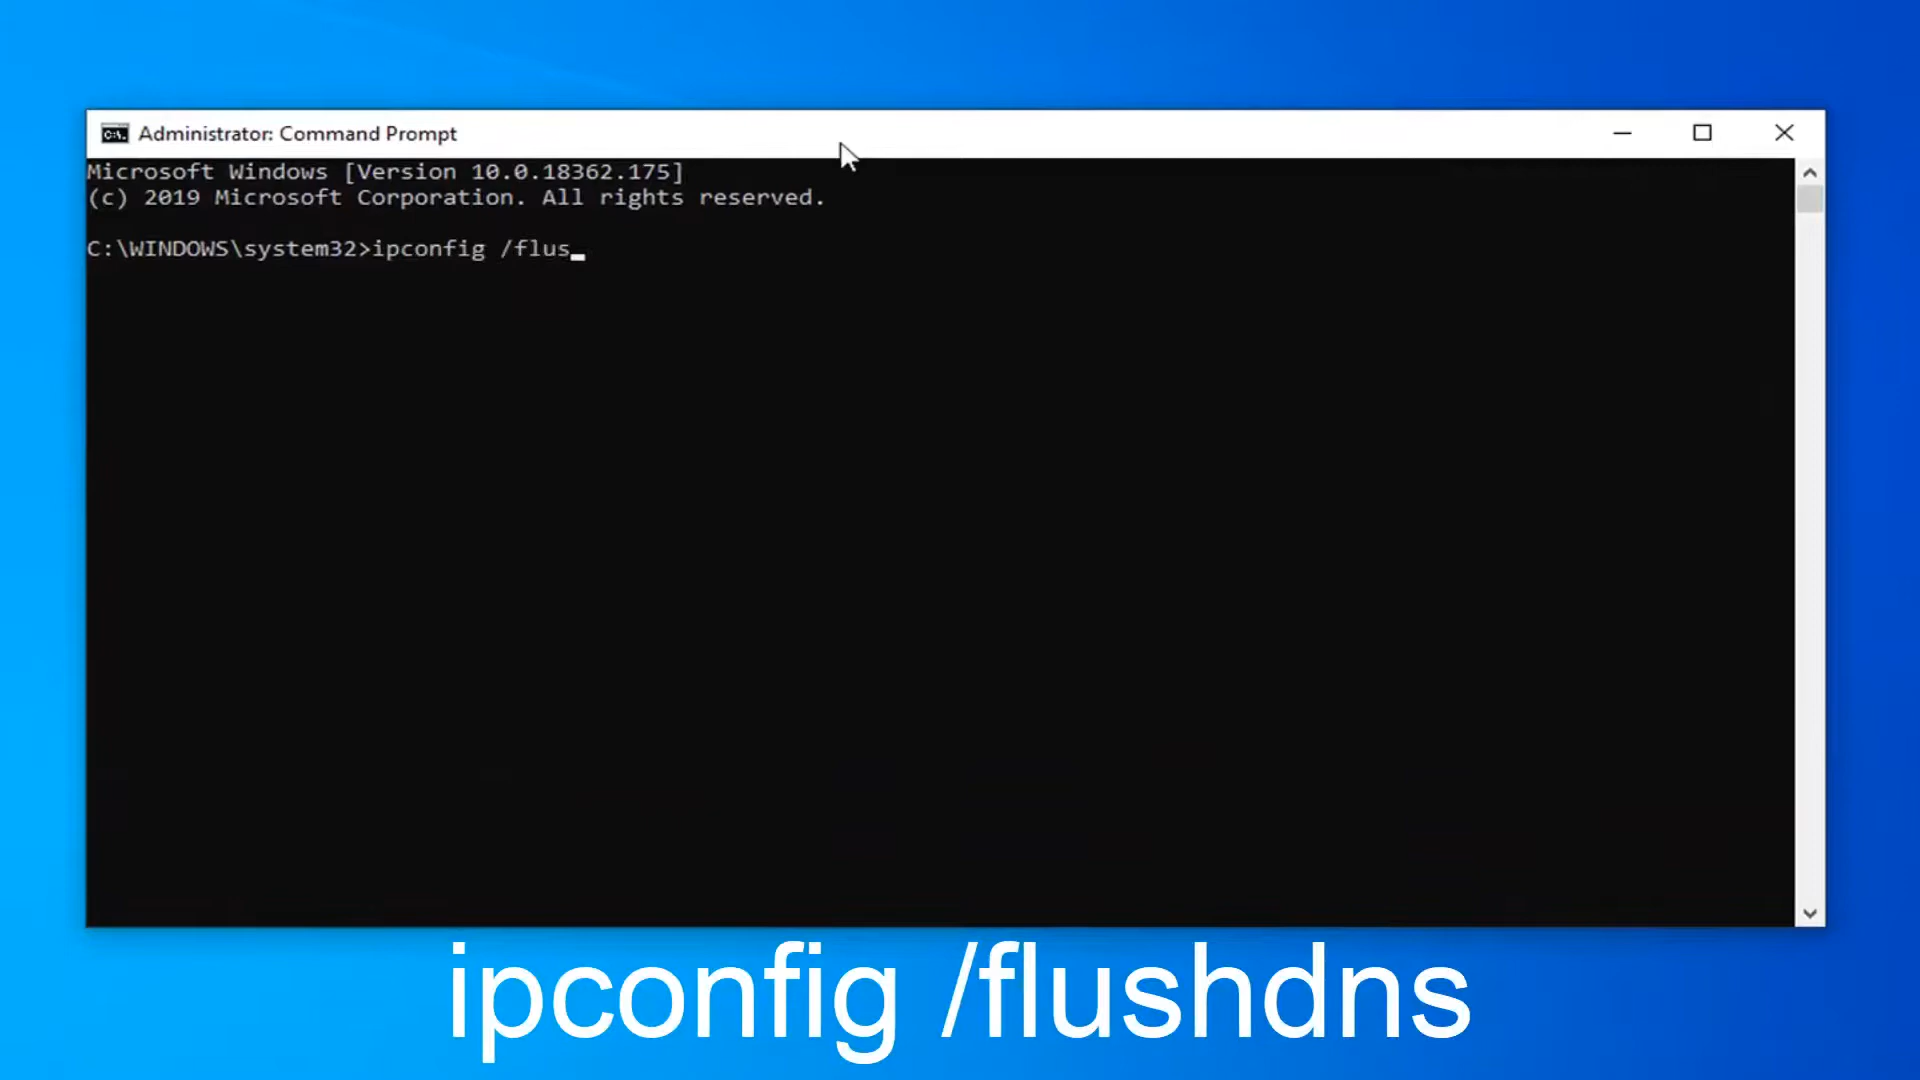 Administrator: Command Prompt
Microsoft Windows [Version 10.0.18362.175]
(c) 2019 Microsoft Corporation. All rights reserved.
C:\WINDOWS\system32>ipconfig /flus
ipconfig /flushdns